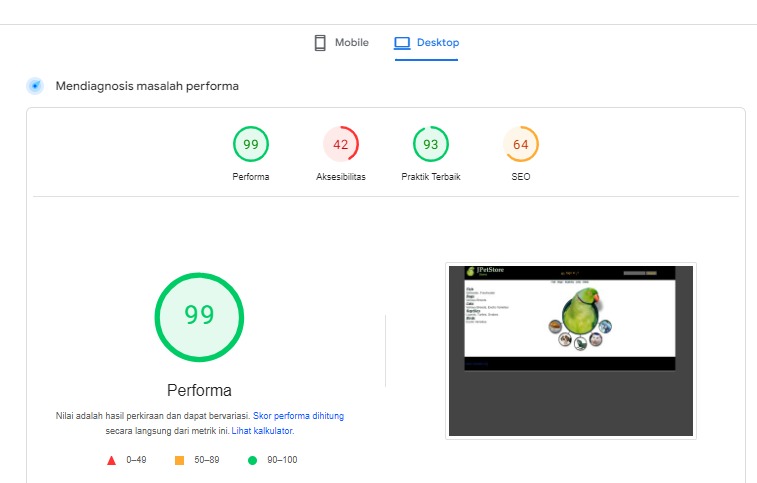 Mobile
Desktop
Mendiagnosis masalah performa
99
42
93
64
Performa
Aksesibilitas
Praktik Terbaik
SEO
99
JPetStore
Performa
Nilai adalah hasil perkiraan dan dapat bervariasi. Skor performa dihitung
secara langsung dari metrik ini. Lihat kalkulator.
0–49
50–89
90–100